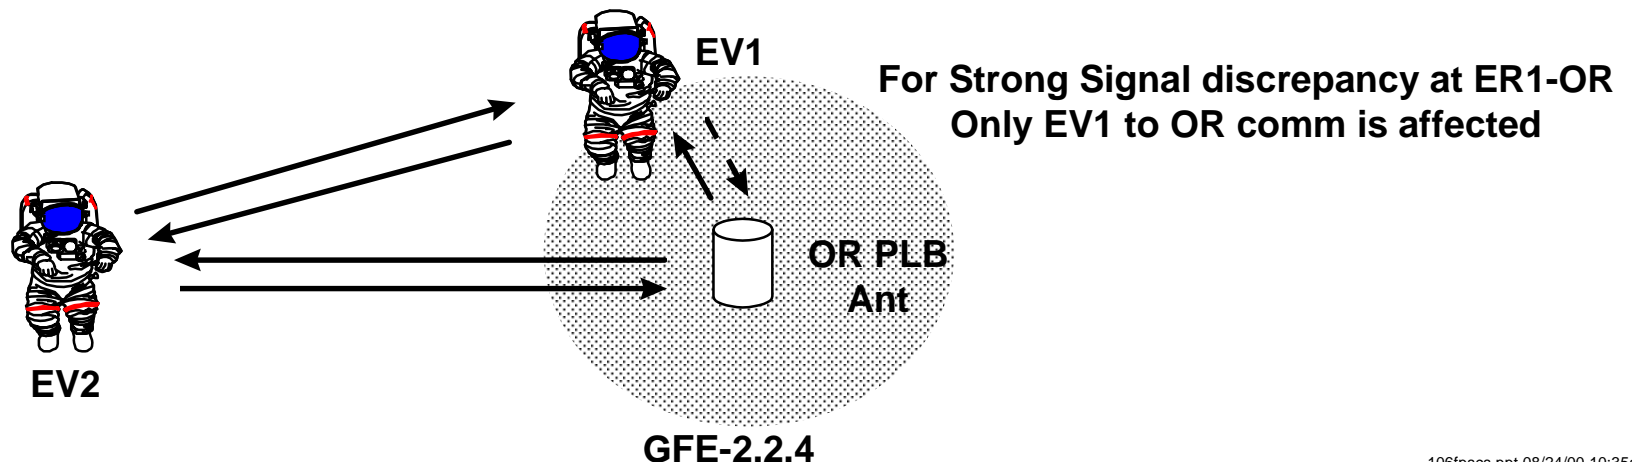 EV1
For Strong Signal discrepancy at ER1-OR
Only EV1 to OR comm is affected
OR PLB
Ant
EV2
GFE-2.2.4